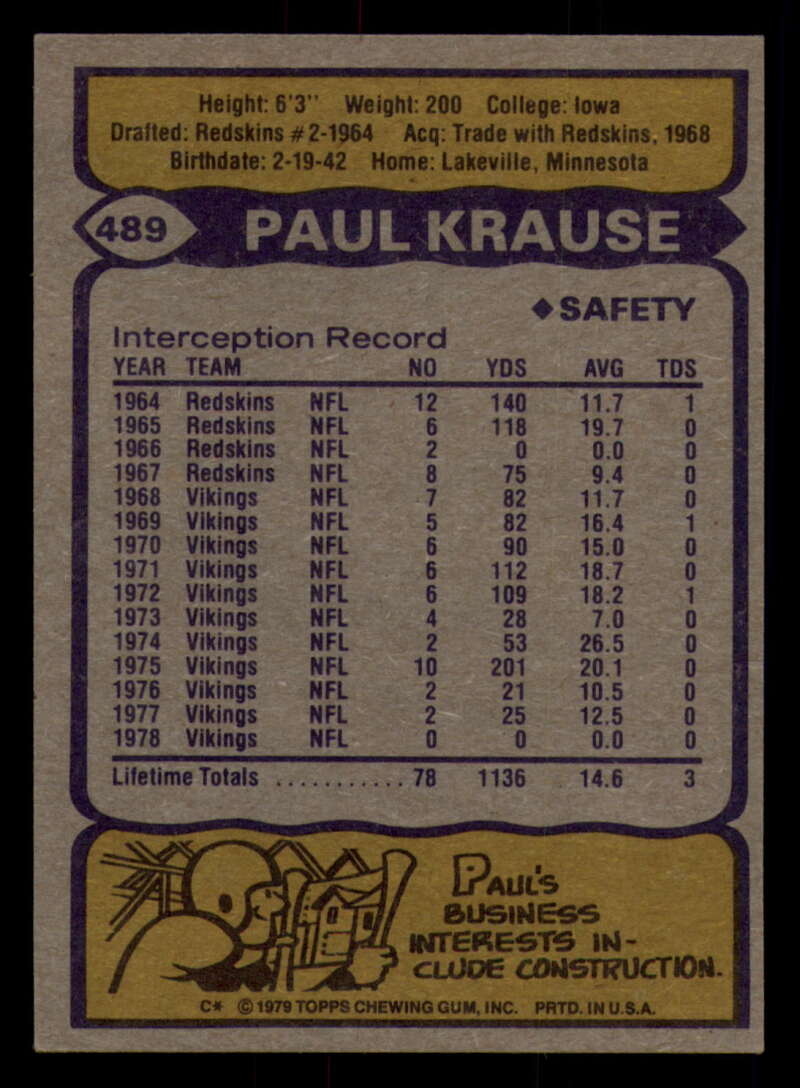 Height: 6'3" Weight: 200 College: Iowa
Drafted: Redskins #2-1964 Acq: Trade with Redskins, 1968
Birthdate: 2-19-42 Home: Lakeville, Minnesota
489 PAUL KRAUSE
◆SAFETY
Interception Record
YEAR TEAM NO YDS AVG TDS
1964 Redskins NFL 12 140 11.7 1
1965 Redskins NFL 6 118 19.7 0
1966 Redskins NFL 2 0 0.0 0
1967 Redskins NFL 8 75 9.4 0
1968 Vikings NFL 7 82 11.7 0
1969 Vikings NFL 5 82 16.4 1
1970 Vikings NFL 6 90 15.0 0
1971 Vikings NFL 6 112 18.7 0
1972 Vikings NFL 6 109 18.2 1
1973 Vikings NFL 4 28 7.0 0
1974 Vikings NFL 2 53 26.5 0
1975 Vikings NFL 10 201 20.1 0
1976 Vikings NFL 2 21 10.5 0
1977 Vikings NFL 2 25 12.5 0
1978 Vikings NFL 0 0 0.0 0
Lifetime Totals ........... 78 1136 14.6 3
PAUL'S
BUSINESS
INTERESTS IN-
CLUDE CONSTRUCTION.
C* © 1979 TOPPS CHEWING GUM, INC. PRTD. IN U.S.A.